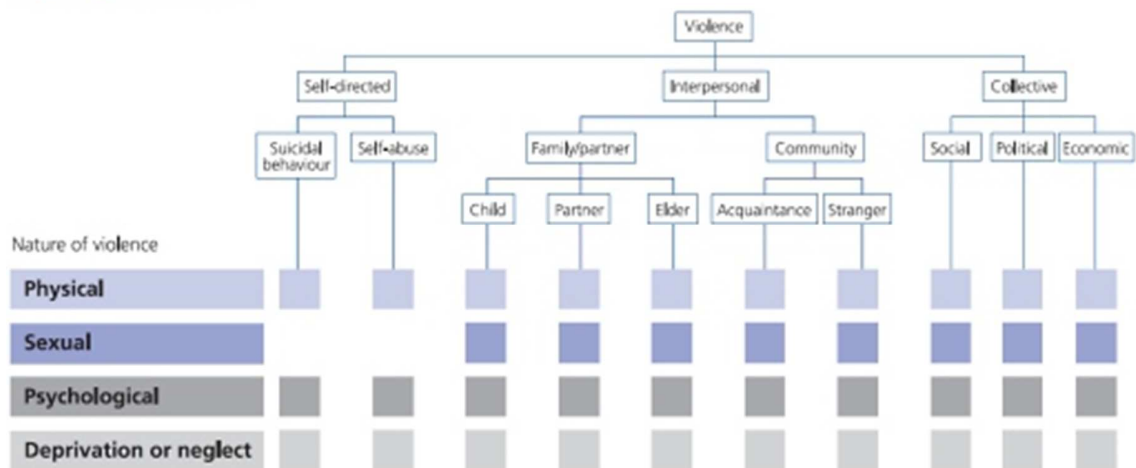 Violence
Self-directed
Interpersonal
Collective
Suicidal
behaviour
Self-abuse
Family/partner
Community
Social
Political
Economic
Child
Partner
Elder
Acquaintance
Stranger
Nature of violence
Physical
Sexual
Psychological
Deprivation or neglect